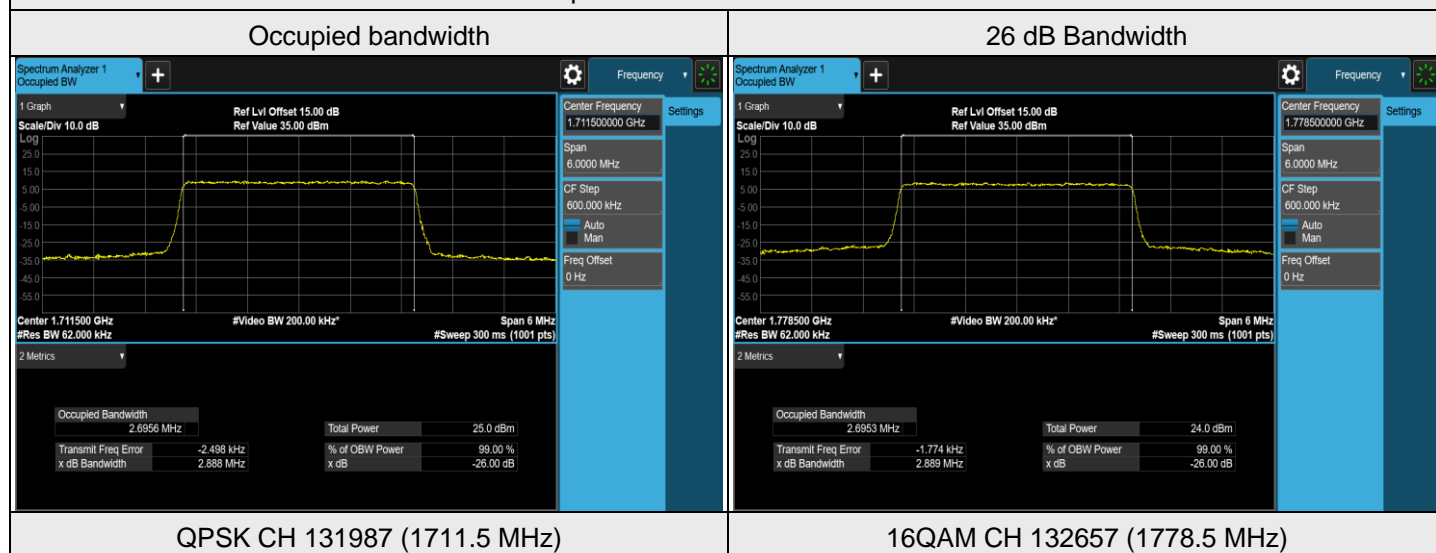 Occupied bandwidth
26 dB Bandwidth
Spectrum Analyzer 1
Occupied BW
Frequency
1 Graph
Ref Lvl Offset 15.00 dB
Scale/Div 10.0 dB
Ref Value 35.00 dBm
Log
25.0
15.0
5.00
-5.00
-15.0
-25.0
-35.0
-45.0
-55.0
Center 1.711500 GHz
#Video BW 200.00 kHz*
Span 6 MHz
#Res BW 62.000 kHz
#Sweep 300 ms (1001 pts)
Center Frequency
1.711500000 GHz
Settings
Span
6.0000 MHz
CF Step
600.000 kHz
Auto
Man
Freq Offset
0 Hz
2 Metrics
Occupied Bandwidth
2.6956 MHz
Total Power 25.0 dBm
Transmit Freq Error -2.498 kHz
% of OBW Power 99.00 %
x dB Bandwidth 2.888 MHz
x dB -26.00 dB
Spectrum Analyzer 1
Occupied BW
Frequency
1 Graph
Ref Lvl Offset 15.00 dB
Scale/Div 10.0 dB
Ref Value 35.00 dBm
Log
25.0
15.0
5.00
-5.00
-15.0
-25.0
-35.0
-45.0
-55.0
Center 1.778500 GHz
#Video BW 200.00 kHz*
Span 6 MHz
#Res BW 62.000 kHz
#Sweep 300 ms (1001 pts)
Center Frequency
1.778500000 GHz
Settings
Span
6.0000 MHz
CF Step
600.000 kHz
Auto
Man
Freq Offset
0 Hz
2 Metrics
Occupied Bandwidth
2.6953 MHz
Total Power 24.0 dBm
Transmit Freq Error -1.774 kHz
% of OBW Power 99.00 %
x dB Bandwidth 2.889 MHz
x dB -26.00 dB
QPSK CH 131987 (1711.5 MHz)
16QAM CH 132657 (1778.5 MHz)